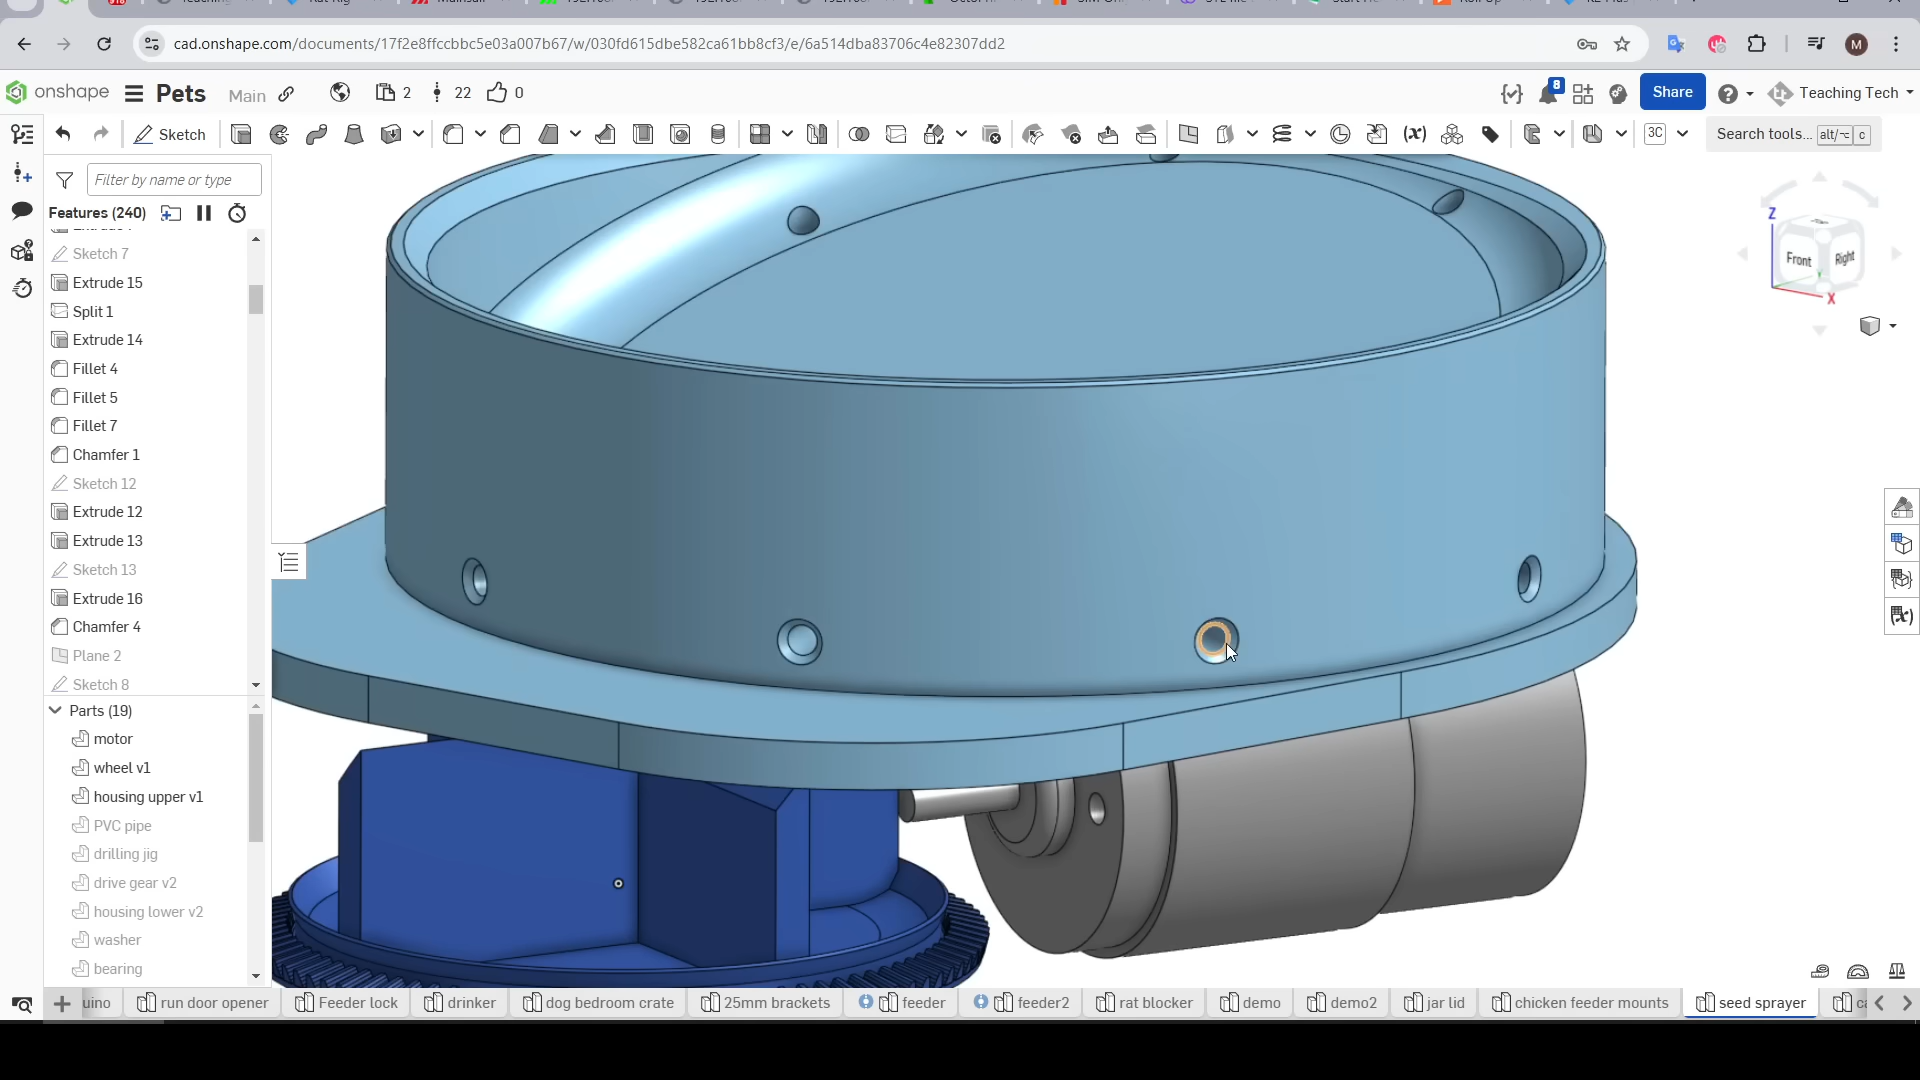 cad.onshape.com/documents/17f2e8ffccbbc5e03a007b67/w/030fd615dbe582ca61bb8cf3/e/6a514dba83706c4e82307dd2
M
onshape
Pets
Main
2
22
0
8
Share
Teaching Tech
Sketch
3C
Search tools... alt/⌥ c
Filter by name or type
Features (240)
Sketch 7
Extrude 15
Split 1
Extrude 14
Fillet 4
Fillet 5
Fillet 7
Chamfer 1
Sketch 12
Extrude 12
Extrude 13
Sketch 13
Extrude 16
Chamfer 4
Plane 2
Sketch 8
Parts (19)
motor
wheel v1
housing upper v1
PVC pipe
drilling jig
drive gear v2
housing lower v2
washer
bearing
Z
Front
Right
X
uino
run door opener
Feeder lock
drinker
dog bedroom crate
25mm brackets
feeder
feeder2
rat blocker
demo
demo2
jar lid
chicken feeder mounts
seed sprayer